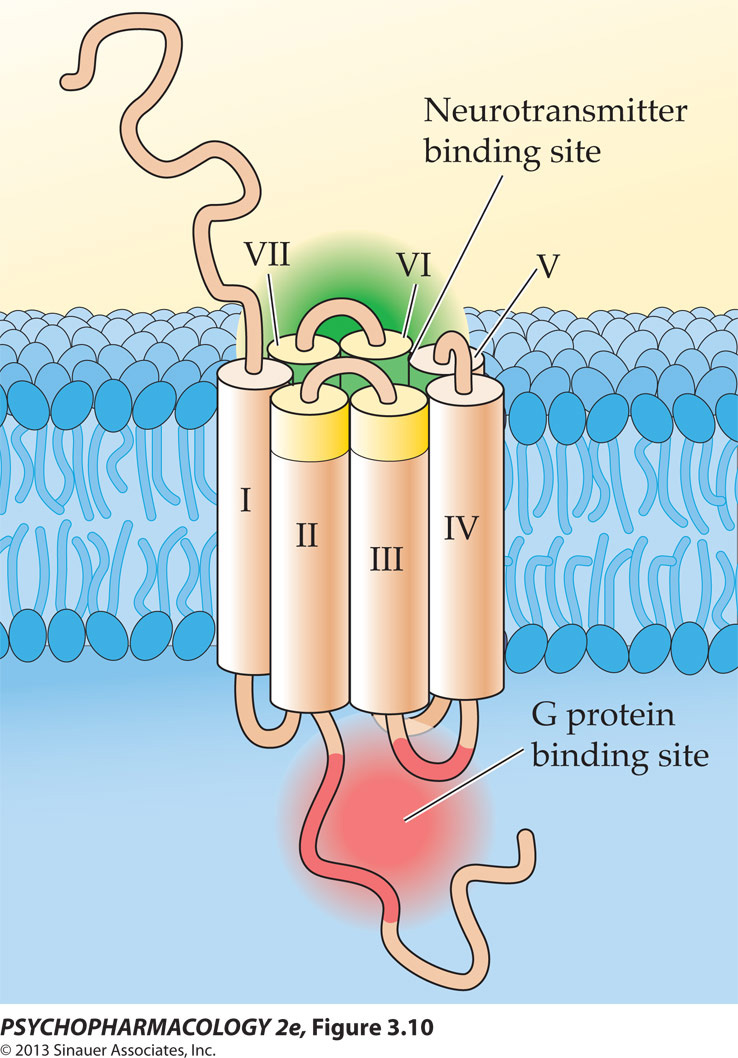 Neurotransmitter
binding site
VII
VI
V
I
II
III
IV
G protein
binding site
PSYCHOPHARMACOLOGY 2e, Figure 3.10
© 2013 Sinauer Associates, Inc.